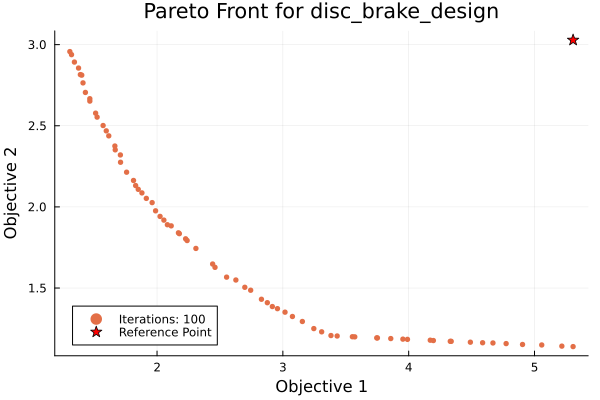 Pareto Front for disc_brake_design
3.0
2.5
2.0
1.5
Objective 2
Iterations: 100
Reference Point
2 3 4 5
Objective 1